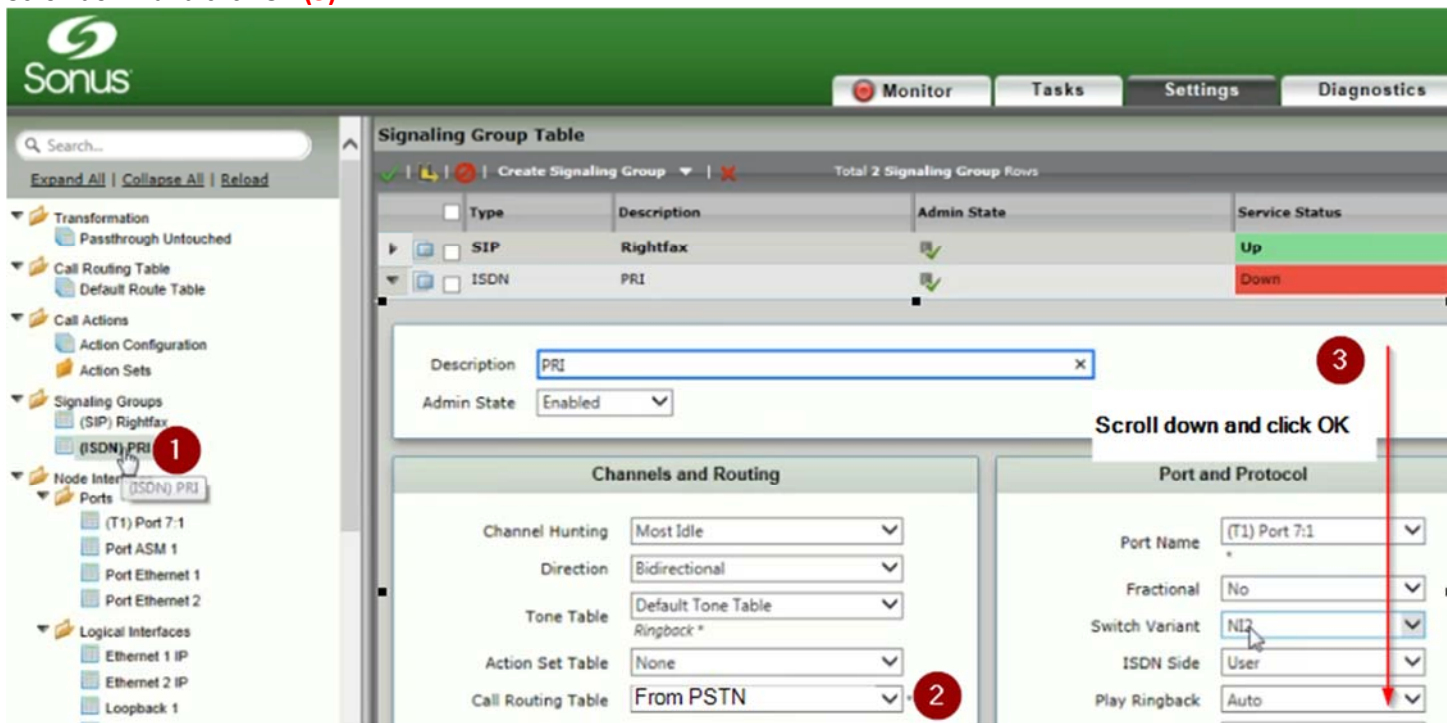 (3)
Sonus
Monitor
Tasks
Settings
Diagnostics
Search...
Expand All | Collapse All | Reload
Transformation
Passthrough Untouched
Call Routing Table
Default Route Table
Call Actions
Action Configuration
Action Sets
Signaling Groups
(SIP) Rightfax
(ISDN) PRI
1
(ISDN) PRI
Ports
(T1) Port 7:1
Port ASM 1
Port Ethernet 1
Port Ethernet 2
Logical Interfaces
Ethernet 1 IP
Ethernet 2 IP
Loopback 1
Signaling Group Table
| Create Signaling Group | Total 2 Signaling Group Rows
Type Description Admin State Service Status
SIP Rightfax Up
ISDN PRI Down
Description PRI ×
Admin State Enabled
3
Scroll down and click OK
Channels and Routing
Channel Hunting Most Idle
Direction Bidirectional
Tone Table Default Tone Table
Ringback *
Action Set Table None
Call Routing Table From PSTN *
2
Port and Protocol
Port Name (T1) Port 7:1
*
Fractional No
Switch Variant NI2
ISDN Side User
Play Ringback Auto